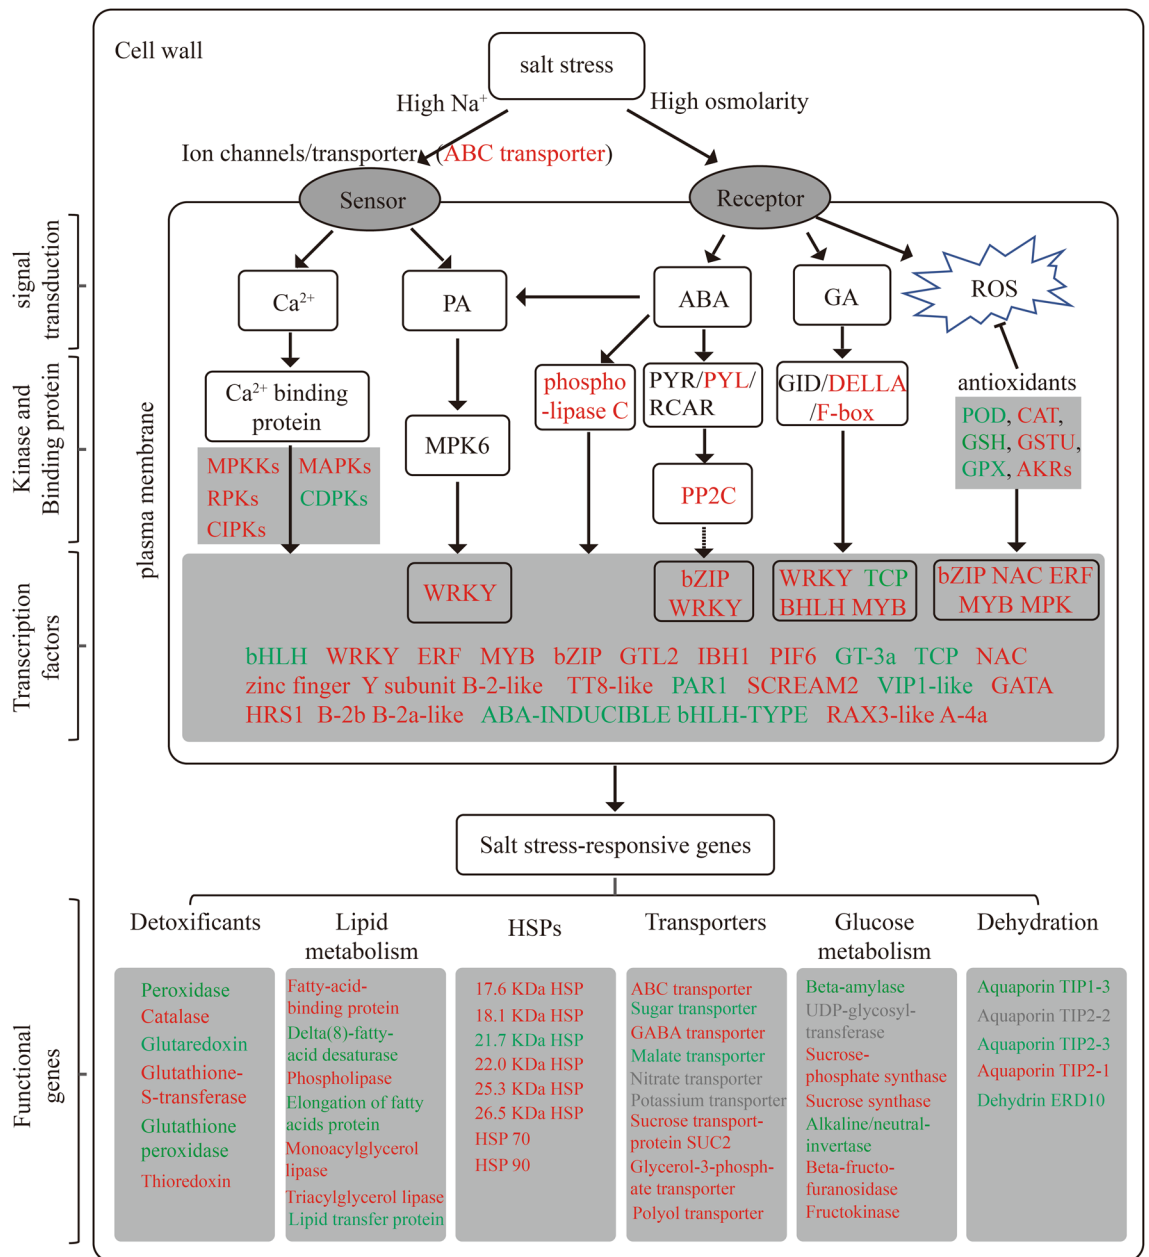 Cell wall
salt stress
High Na⁺
High osmolarity
Ion channels/transporter (ABC transporter)
Sensor
Receptor
signal
transduction
Ca²⁺
PA
ABA
GA
ROS
Kinase and
Binding protein
plasma membrane
Ca²⁺ binding
protein
MPK6
phospho
-lipase C
PYR/PYL/
RCAR
GID/DELLA
/F-box
antioxidants
POD, CAT,
GSH, GSTU,
GPX, AKRs
MPKKs MAPKs
RPKs CDPKs
CIPKs
PP2C
Transcription
factors
WRKY
bZIP
WRKY
WRKY TCP
BHLH MYB
bZIP NAC ERF
MYB MPK
bHLH WRKY ERF MYB bZIP GTL2 IBH1 PIF6 GT-3a TCP NAC
zinc finger Y subunit B-2-like TT8-like PAR1 SCREAM2 VIP1-like GATA
HRS1 B-2b B-2a-like ABA-INDUCIBLE bHLH-TYPE RAX3-like A-4a
Salt stress-responsive genes
Functional
genes
Detoxificants
Peroxidase
Catalase
Glutaredoxin
Glutathione-
S-transferase
Glutathione
peroxidase
Thioredoxin
Lipid
metabolism
Fatty-acid-
binding protein
Delta(8)-fatty-
acid desaturase
Phospholipase
Elongation of fatty
acids protein
Monoacylglycerol
lipase
Triacylglycerol lipase
Lipid transfer protein
HSPs
17.6 KDa HSP
18.1 KDa HSP
21.7 KDa HSP
22.0 KDa HSP
25.3 KDa HSP
26.5 KDa HSP
HSP 70
HSP 90
Transporters
ABC transporter
Sugar transporter
GABA transporter
Malate transporter
Nitrate transporter
Potassium transporter
Sucrose transport-
protein SUC2
Glycerol-3-phosph-
ate transporter
Polyol transporter
Glucose
metabolism
Beta-amylase
UDP-glycosyl-
transferase
Sucrose-
phosphate synthase
Sucrose synthase
Alkaline/neutral-
invertase
Beta-fructo-
furanosidase
Fructokinase
Dehydration
Aquaporin TIP1-3
Aquaporin TIP2-2
Aquaporin TIP2-3
Aquaporin TIP2-1
Dehydrin ERD10